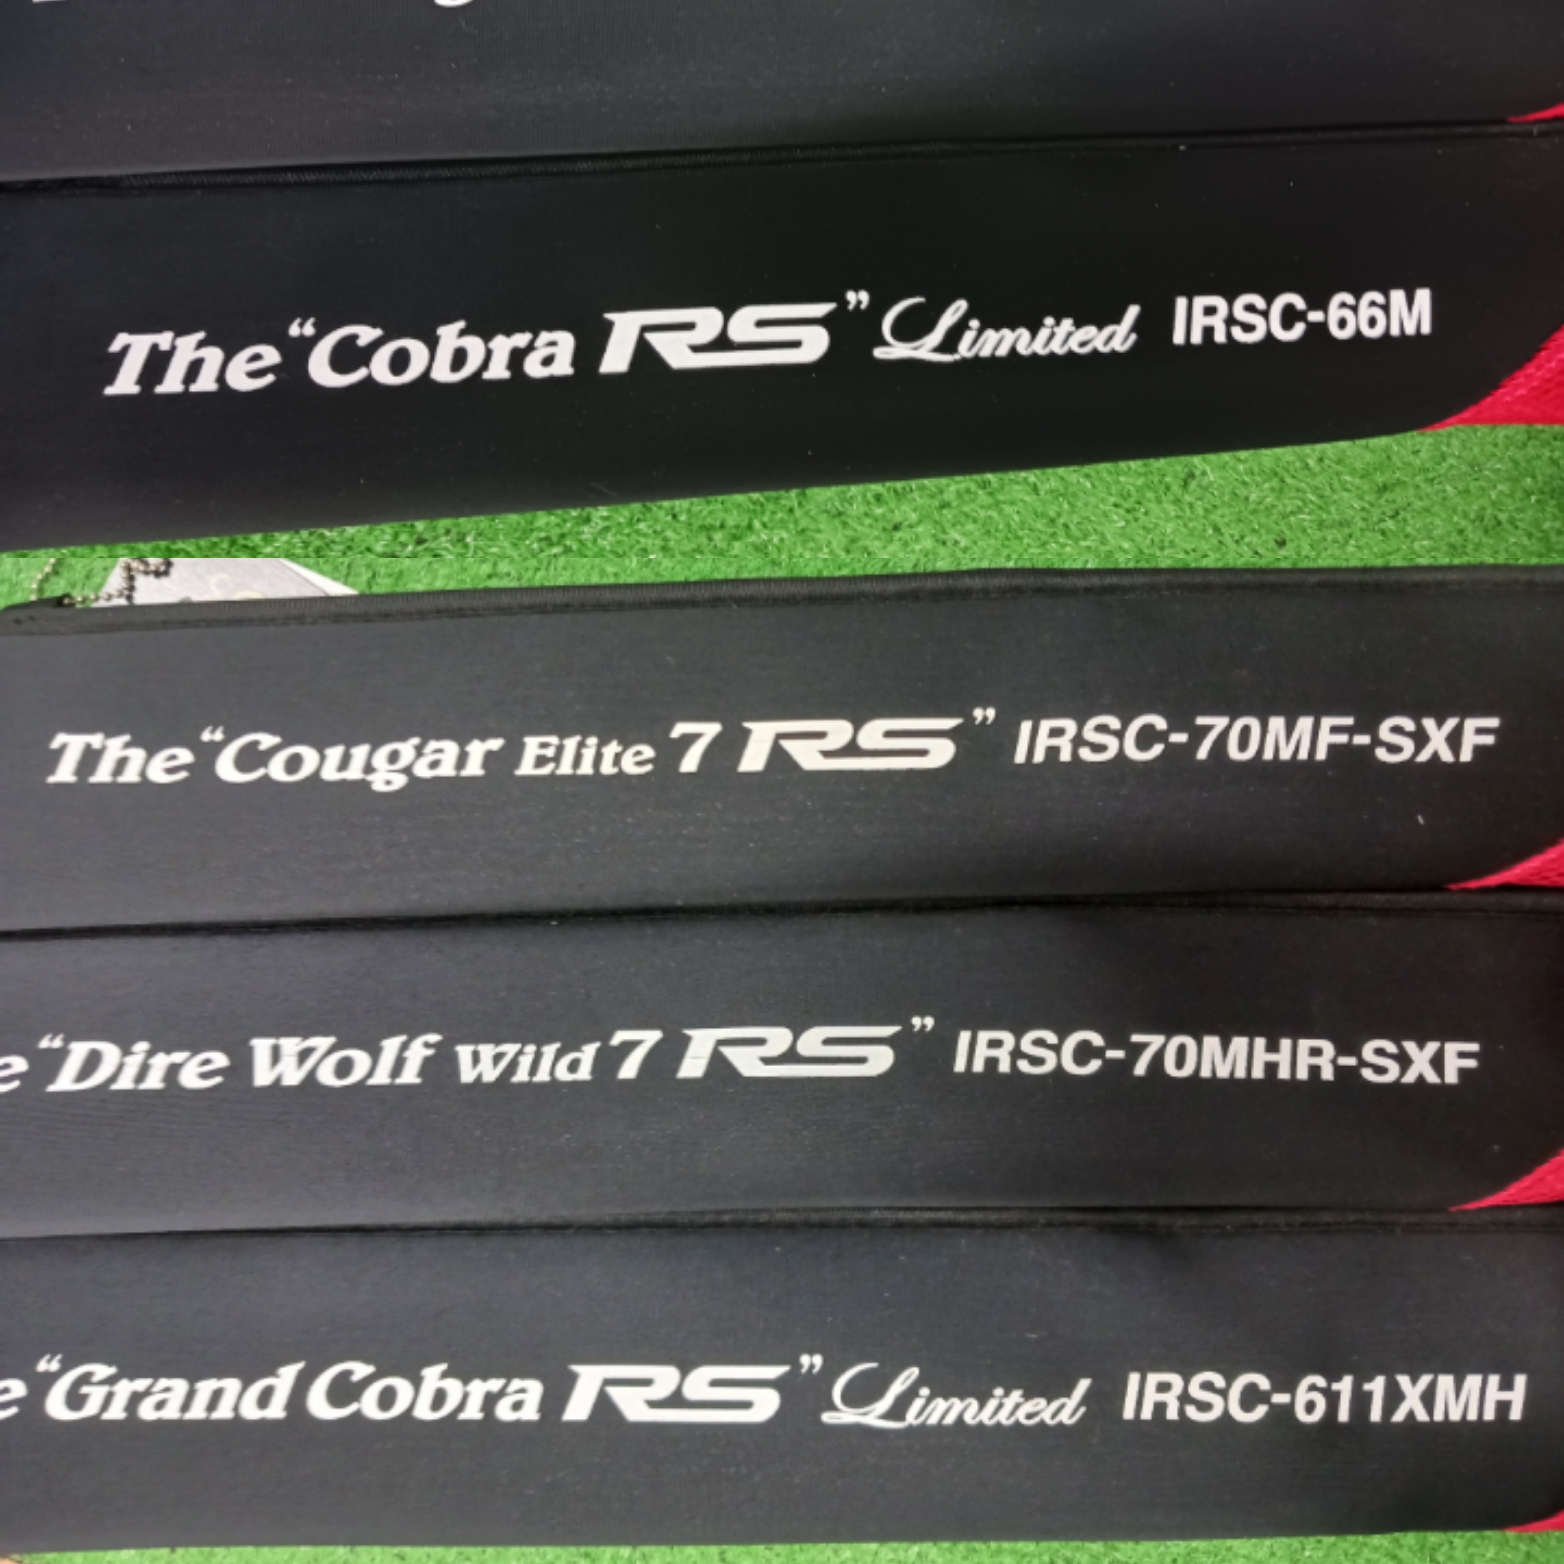 The “Cobra RS” Limited IRSC-66M
The “Cougar Elite 7 RS” IRSC-70MF-SXF
e “Dire Wolf Wild 7 RS” IRSC-70MHR-SXF
e “Grand Cobra RS” Limited IRSC-611XMH